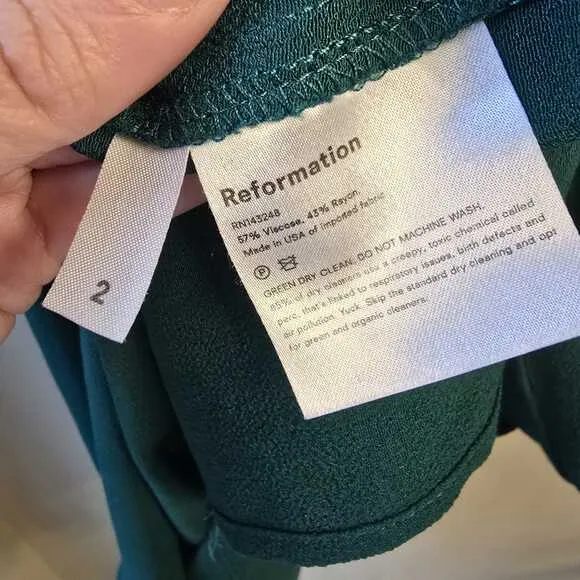 Reformation
RN143248
57% Viscose, 43% Rayon
Made in USA of imported fabric
P
GREEN DRY CLEAN. DO NOT MACHINE WASH.
85% of dry cleaners use a creepy, toxic chemical called
perc, that's linked to respiratory issues, birth defects and
air pollution. Yuck. Skip the standard dry cleaning and opt
for green and organic cleaners.
2